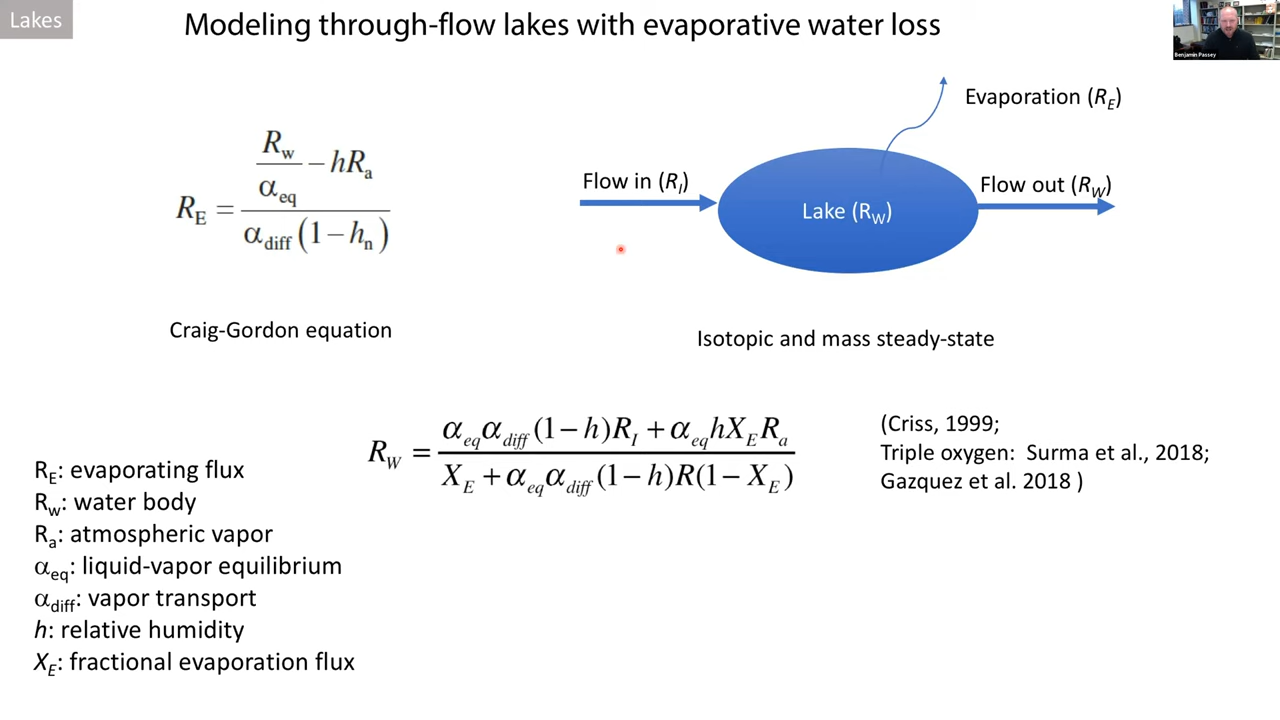 Lakes
Modeling through-flow lakes with evaporative water loss
Benjamin Passey
R_E = (R_w/α_eq − hR_a) / (α_diff (1 − h_n))
Craig-Gordon equation
Evaporation (R_E)
Flow in (R_I)
Flow out (R_W)
Lake (R_W)
Isotopic and mass steady-state
R_W = (α_eq α_diff (1 − h)R_I + α_eq hX_E R_a) / (X_E + α_eq α_diff (1 − h)R(1 − X_E))
(Criss, 1999;
Triple oxygen: Surma et al., 2018;
Gazquez et al. 2018 )
R_E: evaporating flux
R_w: water body
R_a: atmospheric vapor
α_eq: liquid-vapor equilibrium
α_diff: vapor transport
h: relative humidity
X_E: fractional evaporation flux